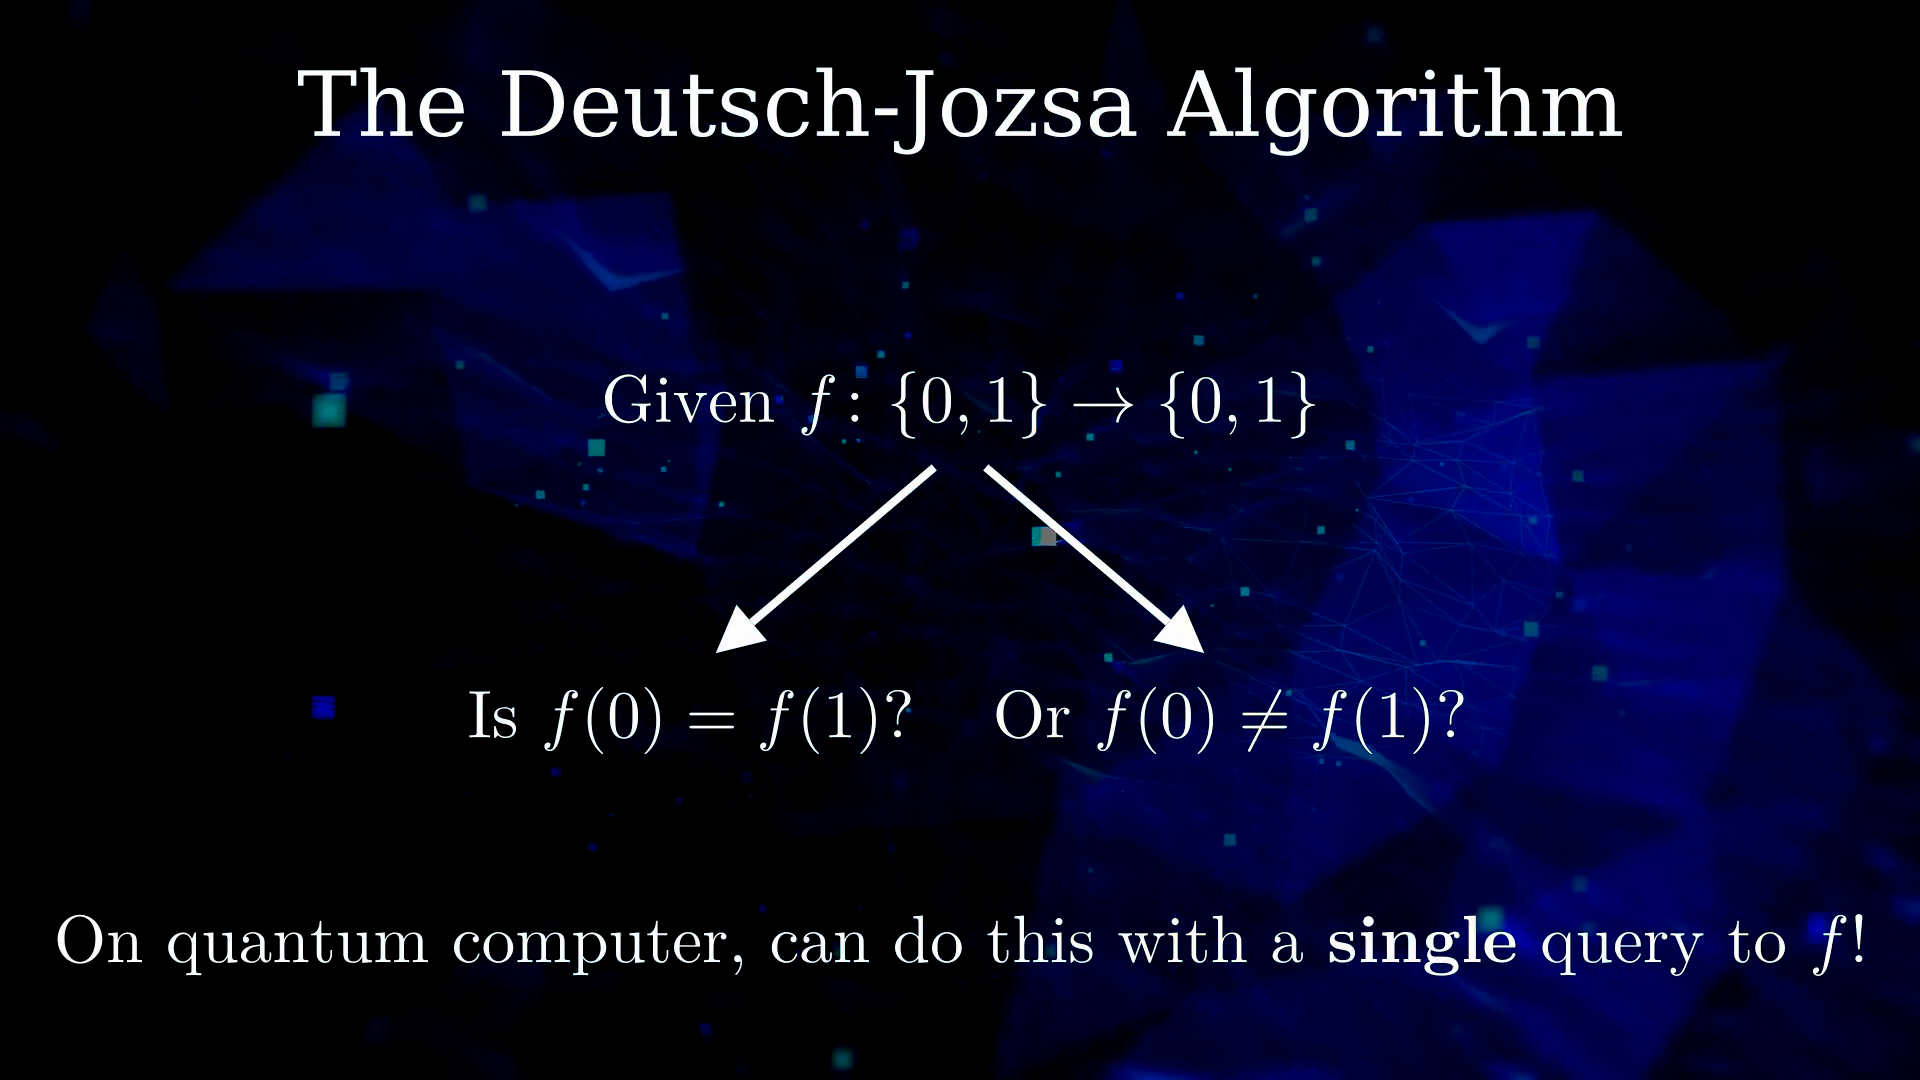 The Deutsch-Jozsa Algorithm
Given f: {0, 1} → {0, 1}
Is f(0) = f(1)? Or f(0) ≠ f(1)?
On quantum computer, can do this with a single query to f!